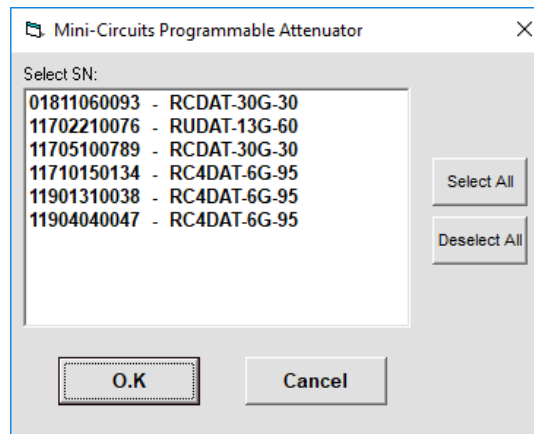 Mini-Circuits Programmable Attenuator
Select SN:
01811060093 - RCDAT-30G-30
11702210076 - RUDAT-13G-60
11705100789 - RCDAT-30G-30
11710150134 - RC4DAT-6G-95
11901310038 - RC4DAT-6G-95
11904040047 - RC4DAT-6G-95
Select All
Deselect All
O.K
Cancel